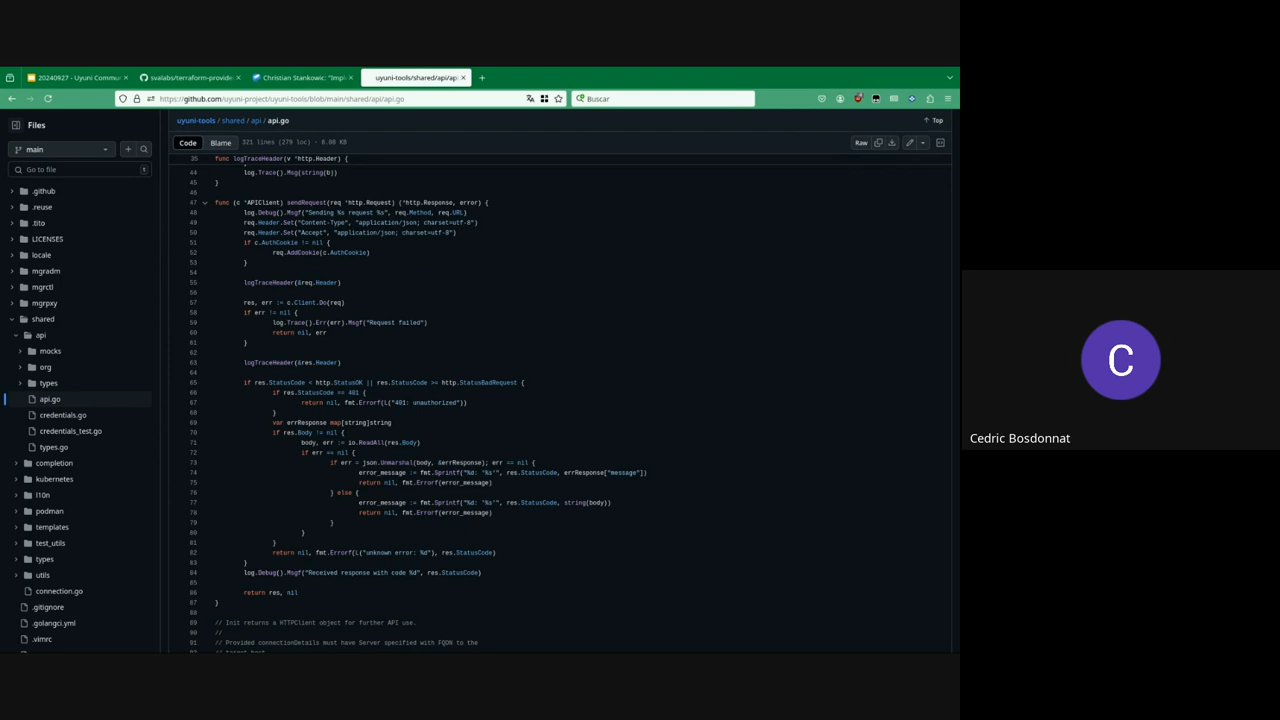 20240927 - Uyuni Commu
svalabs/terraform-provide
Christian Stankowic: "Impl
uyuni-tools/shared/api/api
https://github.com/uyuni-project/uyuni-tools/blob/main/shared/api/api.go
Buscar
Files
main
Go to file
t
.github
.reuse
.tito
LICENSES
locale
mgradm
mgrctl
mgrpxy
shared
api
mocks
org
types
api.go
credentials.go
credentials_test.go
types.go
completion
kubernetes
l10n
podman
templates
test_utils
types
utils
connection.go
.gitignore
.golangci.yml
.vimrc
uyuni-tools / shared / api / api.go
Top
Code
Blame
321 lines (279 loc) · 8.08 KB
Raw
35 func logTraceHeader(v *http.Header) {
44 log.Trace().Msg(string(b))
45 }
46
47 func (c *APIClient) sendRequest(req *http.Request) (*http.Response, error) {
48 log.Debug().Msgf("Sending %s request %s", req.Method, req.URL)
49 req.Header.Set("Content-Type", "application/json; charset=utf-8")
50 req.Header.Set("Accept", "application/json; charset=utf-8")
51 if c.AuthCookie != nil {
52 req.AddCookie(c.AuthCookie)
53 }
54
55 logTraceHeader(&req.Header)
56
57 res, err := c.Client.Do(req)
58 if err != nil {
59 log.Trace().Err(err).Msgf("Request failed")
60 return nil, err
61 }
62
63 logTraceHeader(&res.Header)
64
65 if res.StatusCode < http.StatusOK || res.StatusCode >= http.StatusBadRequest {
66 if res.StatusCode == 401 {
67 return nil, fmt.Errorf(L("401: unauthorized"))
68 }
69 var errResponse map[string]string
70 if res.Body != nil {
71 body, err := io.ReadAll(res.Body)
72 if err == nil {
73 if err = json.Unmarshal(body, &errResponse); err == nil {
74 error_message := fmt.Sprintf("%d: '%s'", res.StatusCode, errResponse["message"])
75 return nil, fmt.Errorf(error_message)
76 } else {
77 error_message := fmt.Sprintf("%d: '%s'", res.StatusCode, string(body))
78 return nil, fmt.Errorf(error_message)
79 }
80 }
81 }
82 return nil, fmt.Errorf(L("unknown error: %d"), res.StatusCode)
83 }
84 log.Debug().Msgf("Received response with code %d", res.StatusCode)
85
86 return res, nil
87 }
88
89 // Init returns a HTTPClient object for further API use.
90 //
91 // Provided connectionDetails must have Server specified with FQDN to the
C
Cedric Bosdonnat